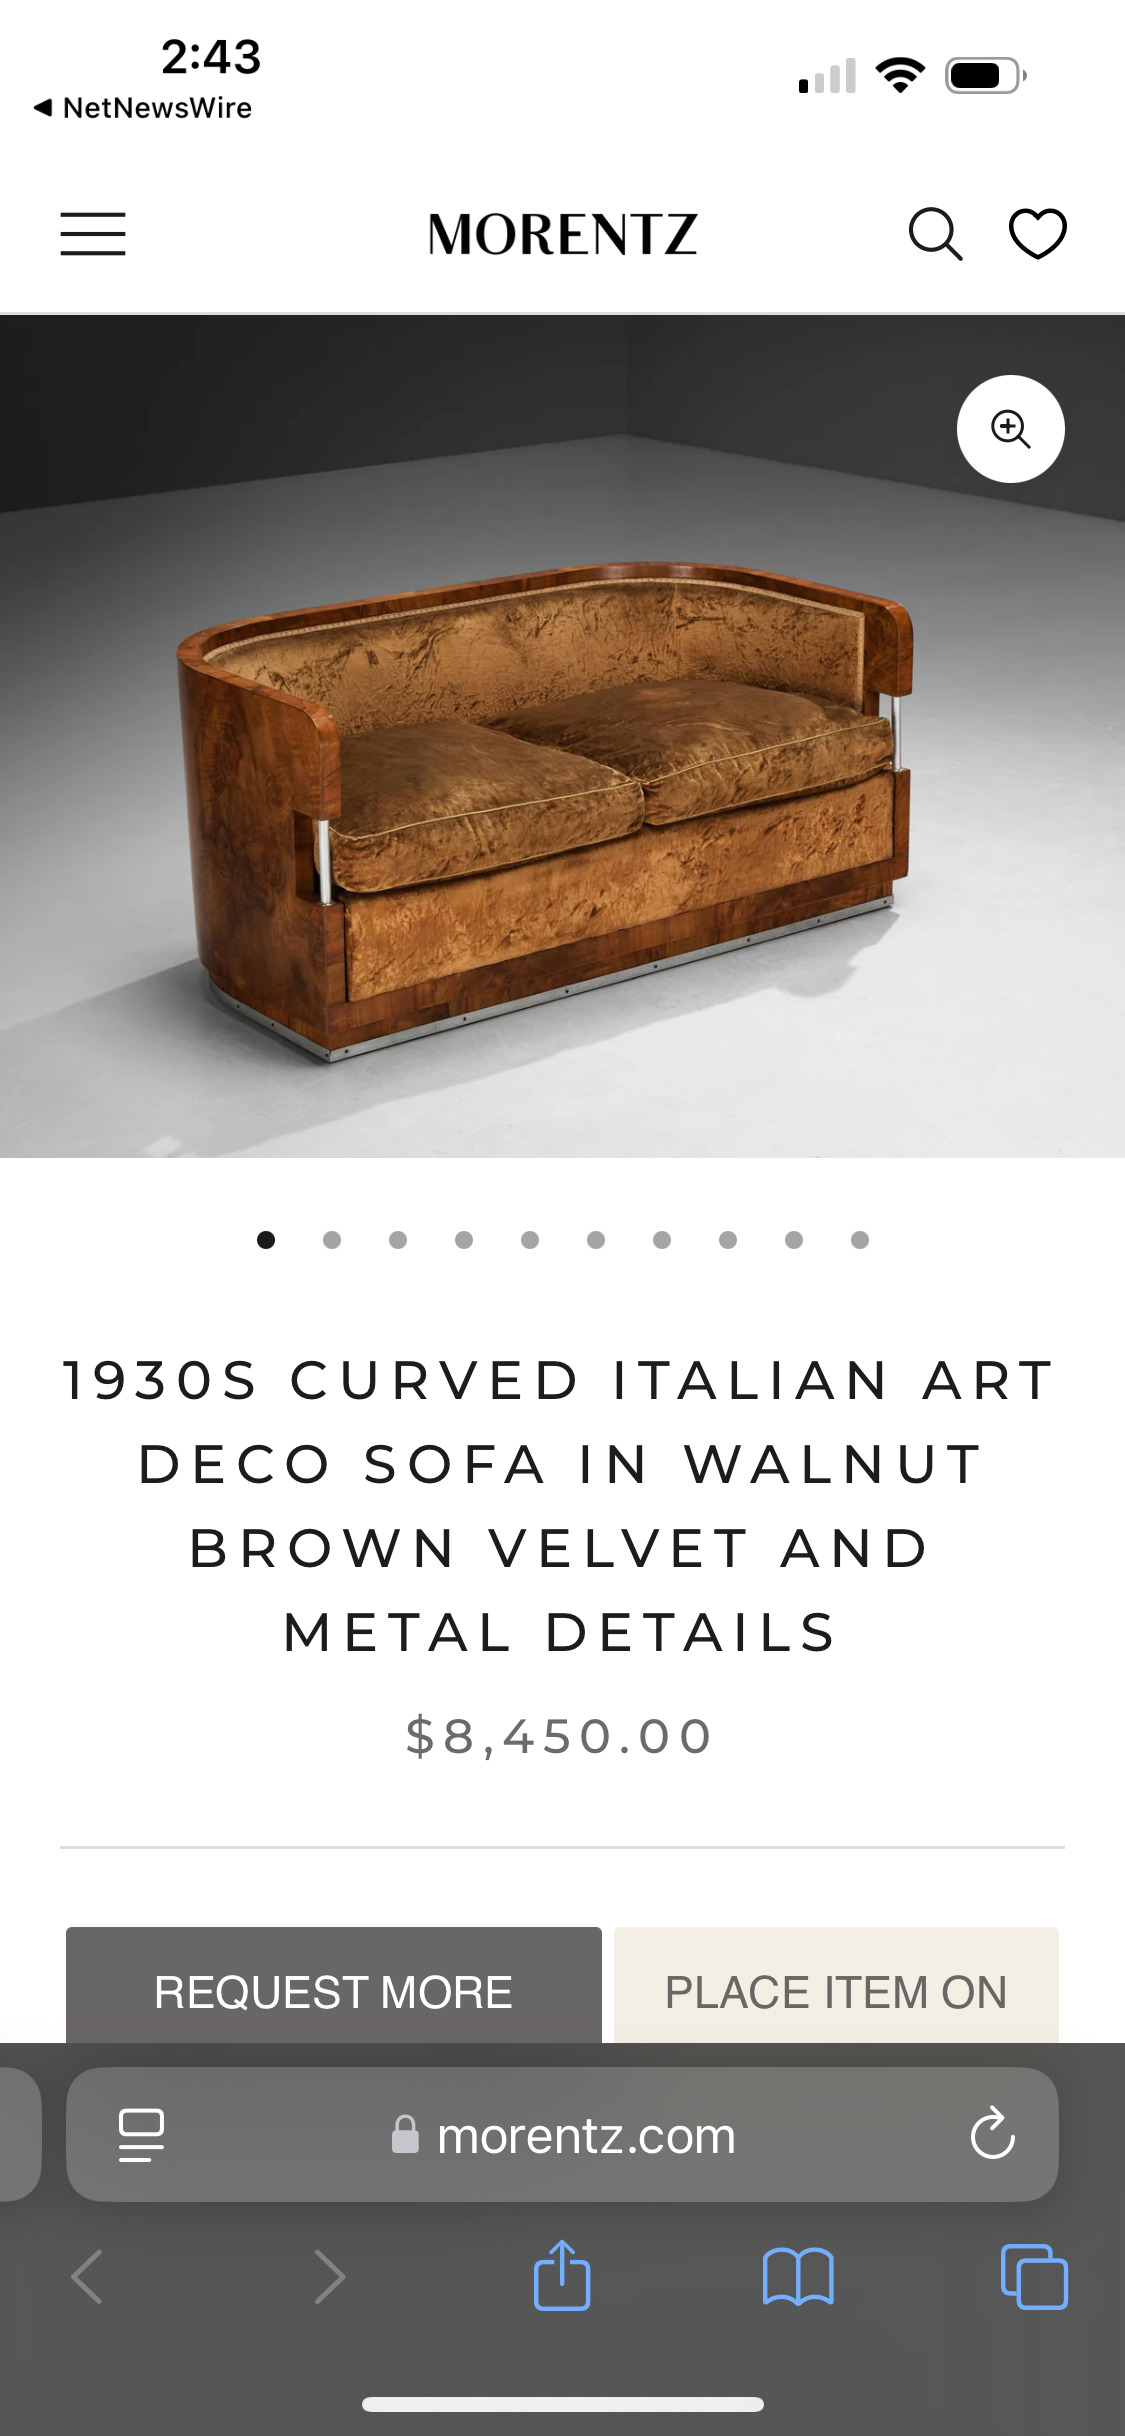 2:43
◀ NetNewsWire
MORENTZ
1930S CURVED ITALIAN ART
DECO SOFA IN WALNUT
BROWN VELVET AND
METAL DETAILS
$8,450.00
REQUEST MORE
PLACE ITEM ON
morentz.com